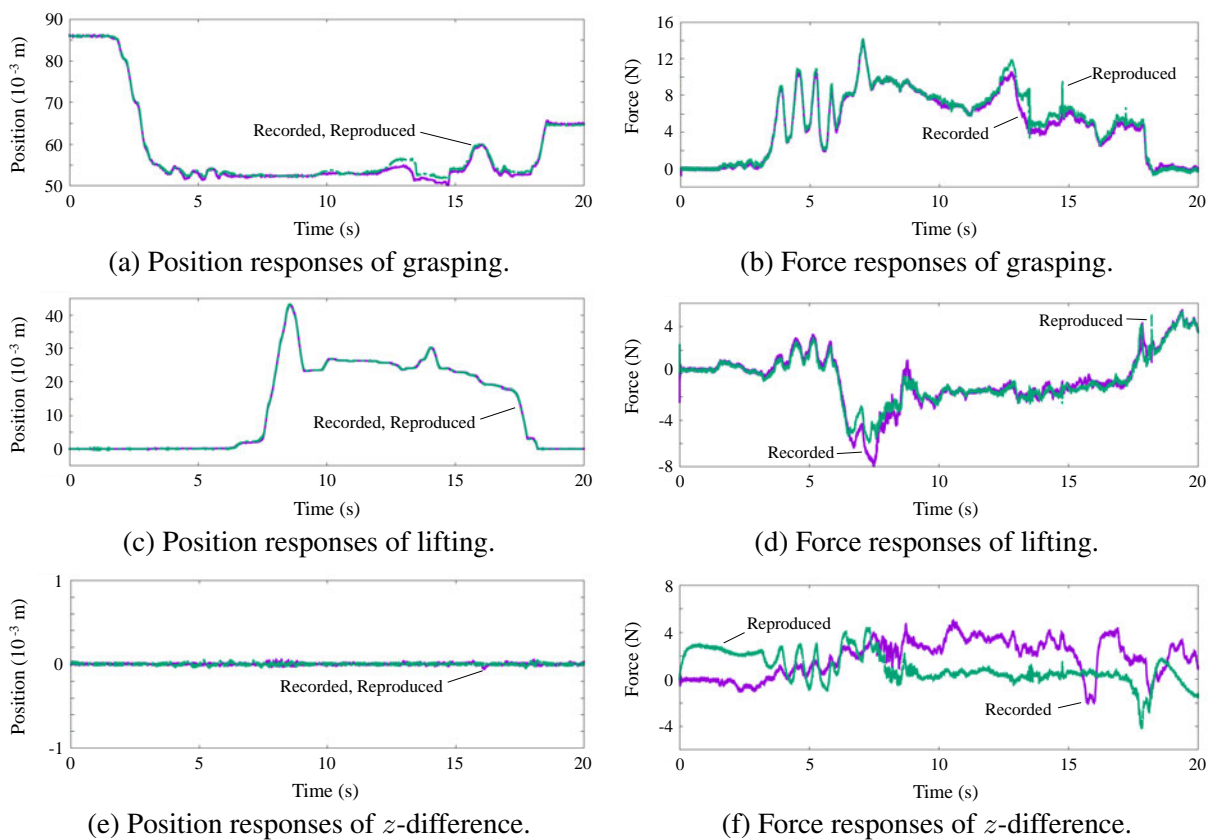 90
80
70
60
50
Position (10⁻³ m)
Recorded, Reproduced
0 5 10 15 20
Time (s)
(a) Position responses of grasping.
16
12
8
4
0
Force (N)
Reproduced
Recorded
0 5 10 15 20
Time (s)
(b) Force responses of grasping.
40
30
20
10
0
Position (10⁻³ m)
Recorded, Reproduced
0 5 10 15 20
Time (s)
(c) Position responses of lifting.
4
0
-4
-8
Force (N)
Reproduced
Recorded
0 5 10 15 20
Time (s)
(d) Force responses of lifting.
1
0
-1
Position (10⁻³ m)
Recorded, Reproduced
0 5 10 15 20
Time (s)
(e) Position responses of z-difference.
8
4
0
-4
Force (N)
Reproduced
Recorded
0 5 10 15 20
Time (s)
(f) Force responses of z-difference.